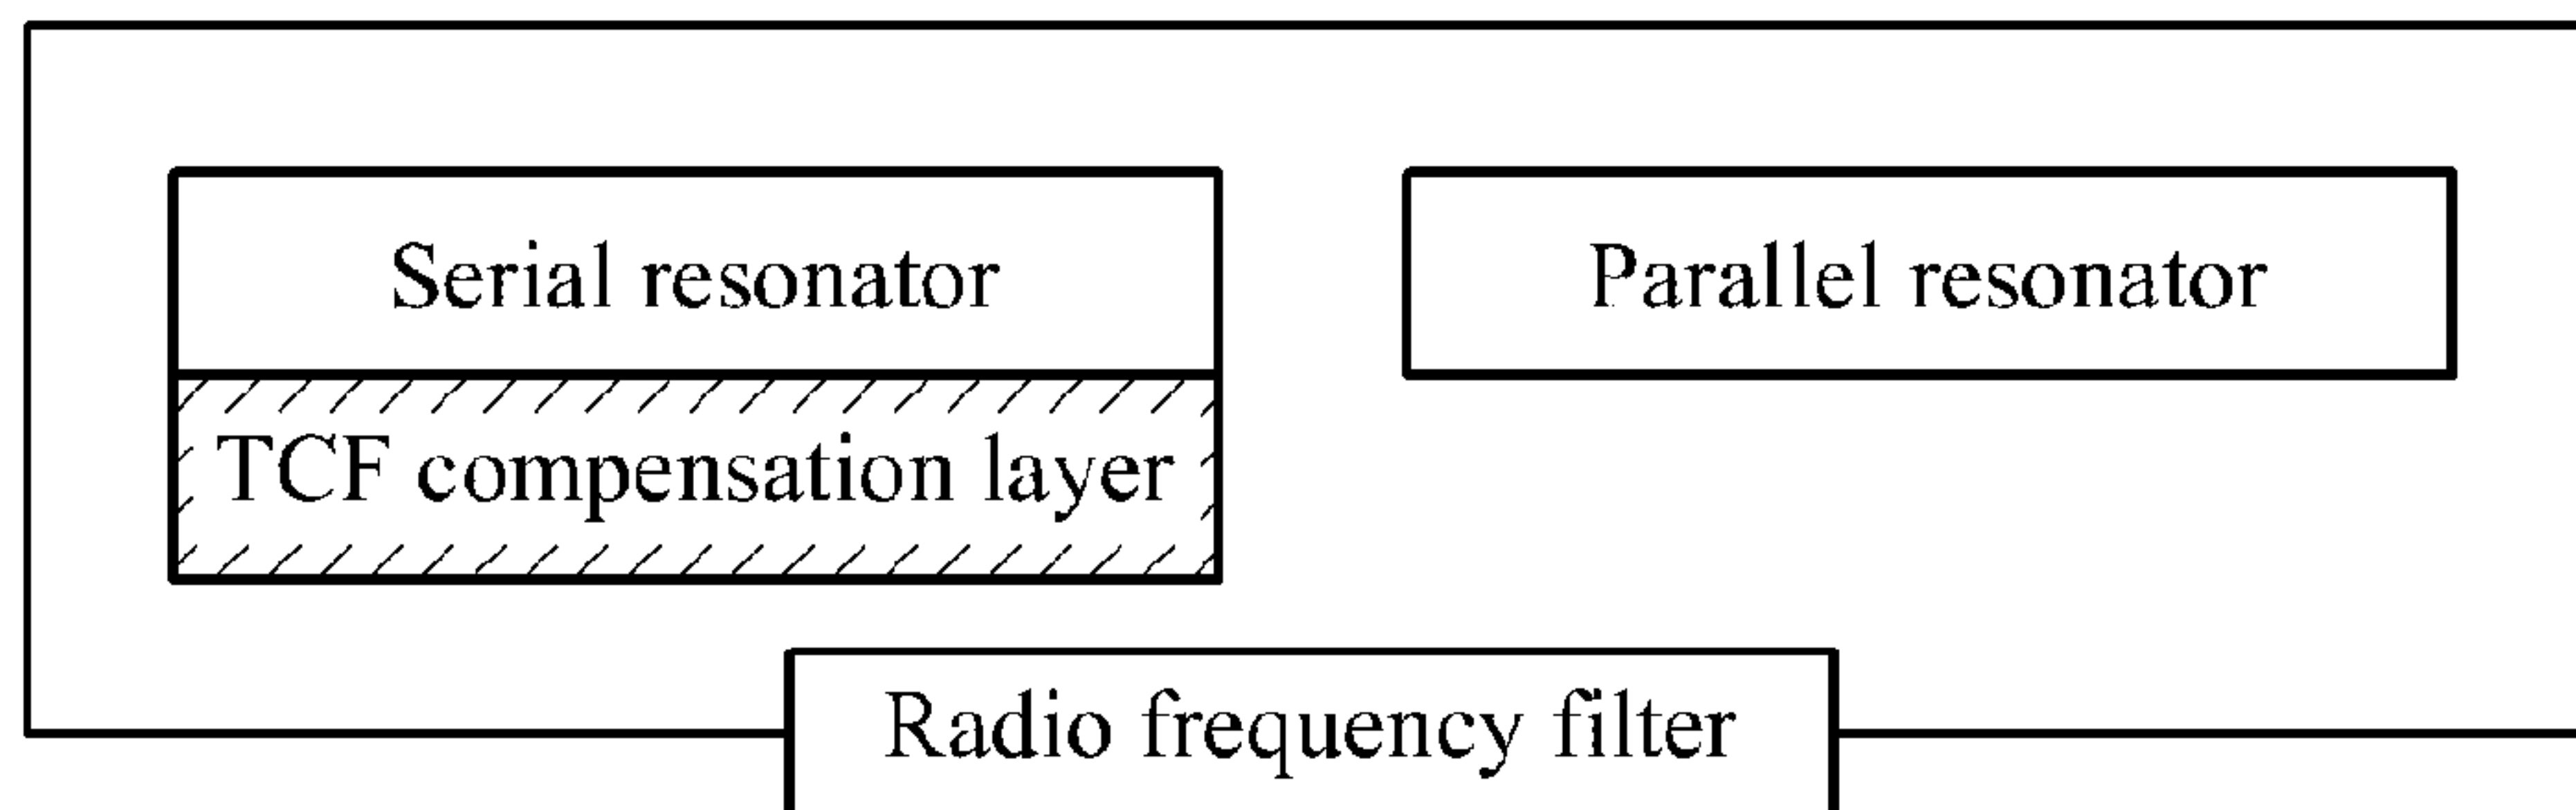 Serial resonator
Parallel resonator
TCF compensation layer
Radio frequency filter